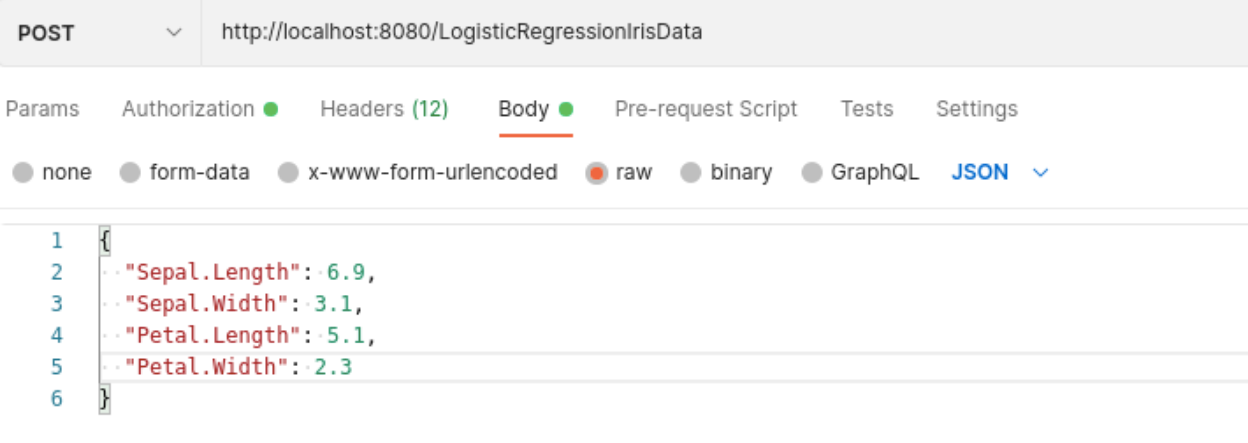 POST http://localhost:8080/LogisticRegressionIrisData
Params Authorization Headers (12) Body Pre-request Script Tests Settings
none form-data x-www-form-urlencoded raw binary GraphQL JSON
1 {
2 "Sepal.Length": 6.9,
3 "Sepal.Width": 3.1,
4 "Petal.Length": 5.1,
5 "Petal.Width": 2.3
6 }